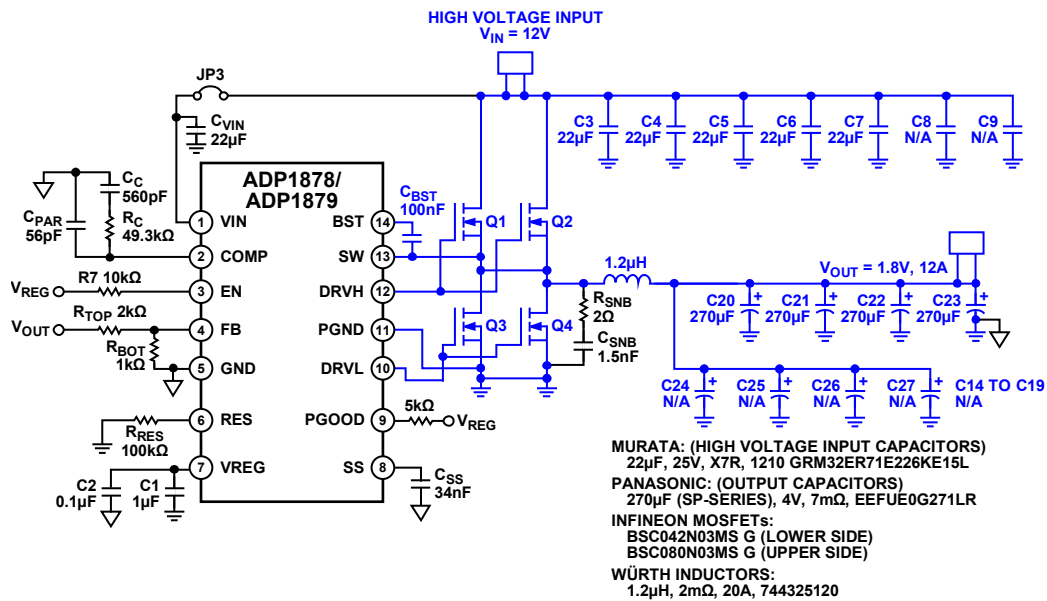 HIGH VOLTAGE INPUT
VIN = 12V
JP3
CVIN
22µF
C3
22µF
C4
22µF
C5
22µF
C6
22µF
C7
22µF
C8
N/A
C9
N/A
CC
560pF
CPAR
56pF
RC
49.3kΩ
ADP1878/
ADP1879
CBST
100nF
1 VIN
2 COMP
3 EN
4 FB
5 GND
6 RES
7 VREG
BST 14
SW 13
DRVH 12
PGND 11
DRVL 10
PGOOD 9
SS 8
VREG
R7 10kΩ
VOUT
RTOP 2kΩ
RBOT
1kΩ
RRES
100kΩ
C2
0.1µF
C1
1µF
Q1
Q2
Q3
Q4
1.2µH
RSNB
2Ω
CSNB
1.5nF
VOUT = 1.8V, 12A
C20
270µF
+
C21
270µF
+
C22
270µF
+
C23
270µF
+
C24
N/A
+
C25
N/A
+
C26
N/A
+
C27
N/A
+
C14 TO C19
N/A
5kΩ
VREG
CSS
34nF
MURATA: (HIGH VOLTAGE INPUT CAPACITORS)
22µF, 25V, X7R, 1210 GRM32ER71E226KE15L
PANASONIC: (OUTPUT CAPACITORS)
270µF (SP-SERIES), 4V, 7mΩ, EEFUE0G271LR
INFINEON MOSFETs:
BSC042N03MS G (LOWER SIDE)
BSC080N03MS G (UPPER SIDE)
WÜRTH INDUCTORS:
1.2µH, 2mΩ, 20A, 744325120